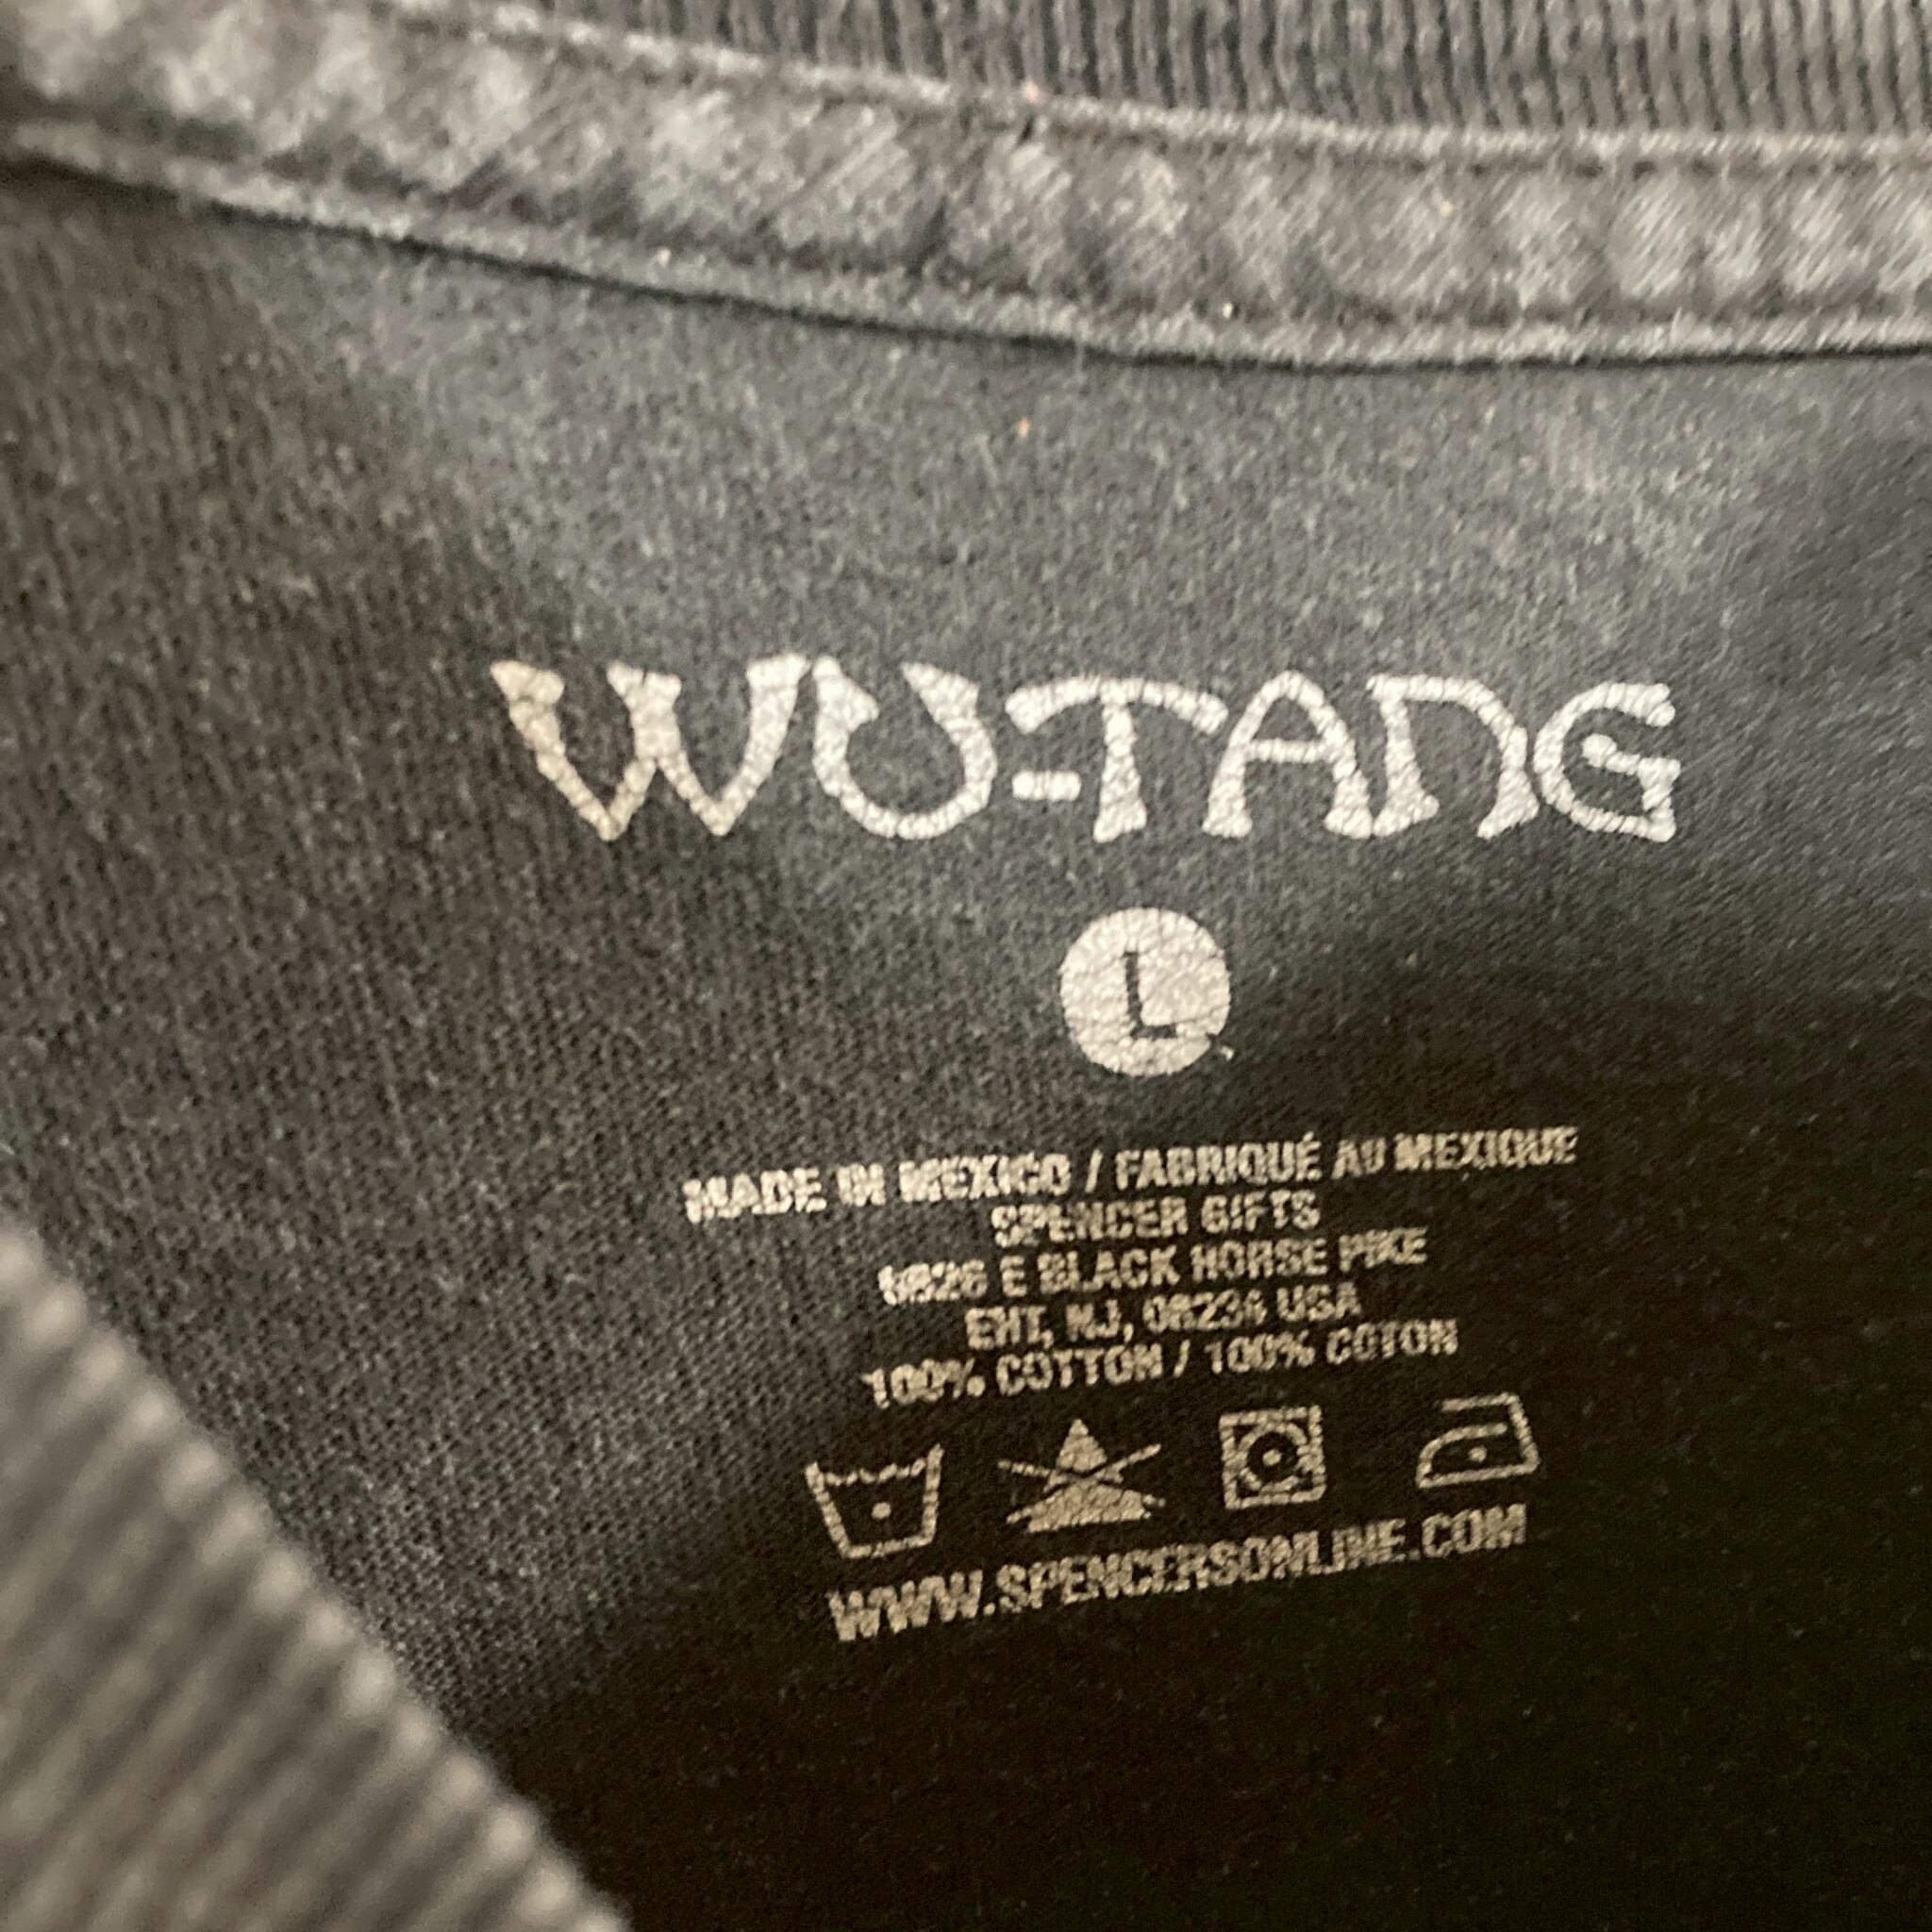 WU-TANG
L
MADE IN MEXICO / FABRIQUÉ AU MEXIQUE
SPENCER GIFTS
6826 E BLACK HORSE PIKE
EHT, NJ, 08234 USA
100% COTTON / 100% COTON
WWW.SPENCERSONLINE.COM